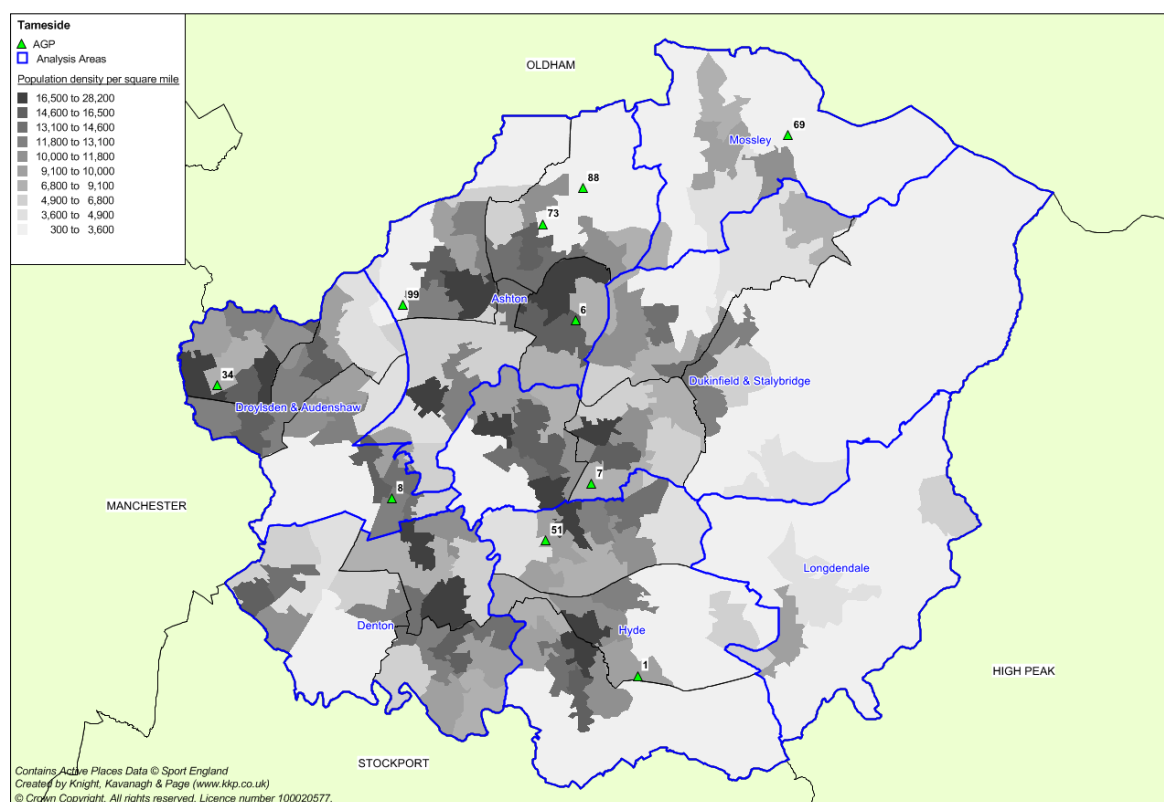 Tameside
AGP
Analysis Areas
Population density per square mile
16,500 to 28,200
14,600 to 16,500
13,100 to 14,600
11,800 to 13,100
10,000 to 11,800
9,100 to 10,000
6,800 to 9,100
4,900 to 6,800
3,600 to 4,900
300 to 3,600
OLDHAM
69
Mossley
88
73
99
Ashton
6
34
Dukinfield & Stalybridge
Droylsden & Audenshaw
7
8
MANCHESTER
51
Longdendale
Denton
Hyde
1
HIGH PEAK
STOCKPORT
Contains Active Places Data © Sport England
Created by Knight, Kavanagh & Page (www.kkp.co.uk)
© Crown Copyright. All rights reserved. Licence number 100020577.